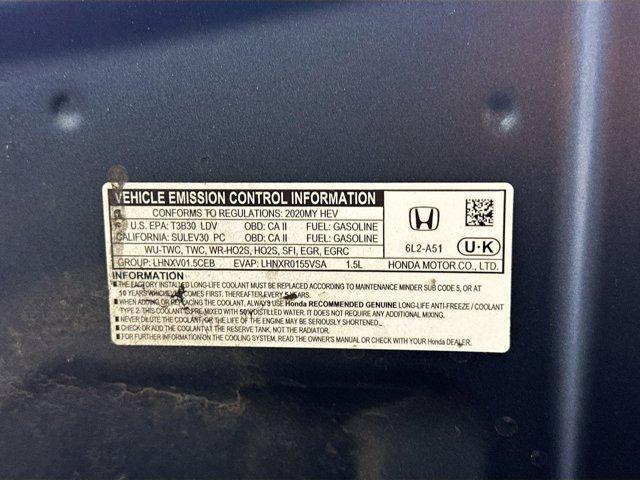 VEHICLE EMISSION CONTROL INFORMATION
CONFORMS TO REGULATIONS: 2020MY HEV
U.S. EPA: T3B30 LDV OBD: CA II FUEL: GASOLINE
CALIFORNIA: SULEV30 PC OBD: CA II FUEL: GASOLINE
WU-TWC, TWC, WR-HO2S, HO2S, SFI, EGR, EGRC
GROUP: LHNXV01.5CEB EVAP: LHNXR0155VSA 1.5L
6L2-A51 U·K
HONDA MOTOR CO., LTD.
INFORMATION
■ THE FACTORY INSTALLED LONG-LIFE COOLANT MUST BE REPLACED ACCORDING TO MAINTENANCE MINDER SUB CODE 5, OR AT
10 YEARS WHICHEVER COMES FIRST, THEREAFTER EVERY 5 YEARS.
■ WHEN ADDING OR REPLACING THE COOLANT, ALWAYS USE Honda RECOMMENDED GENUINE LONG-LIFE ANTI-FREEZE / COOLANT
TYPE 2: THIS COOLANT IS PRE-MIXED WITH 50% DISTILLED WATER. IT DOES NOT REQUIRE ANY ADDITIONAL MIXING.
■ NEVER DILUTE THE COOLANT OR THE ENGINE MAY BE SERIOUSLY SHORTENED.
■ CHECK OR ADD THE COOLANT AT THE RESERVE TANK, NOT THE RADIATOR.
■ FOR FURTHER INFORMATION ON THE COOLING SYSTEM, READ THE OWNER'S MANUAL OR CHECK WITH YOUR Honda DEALER.